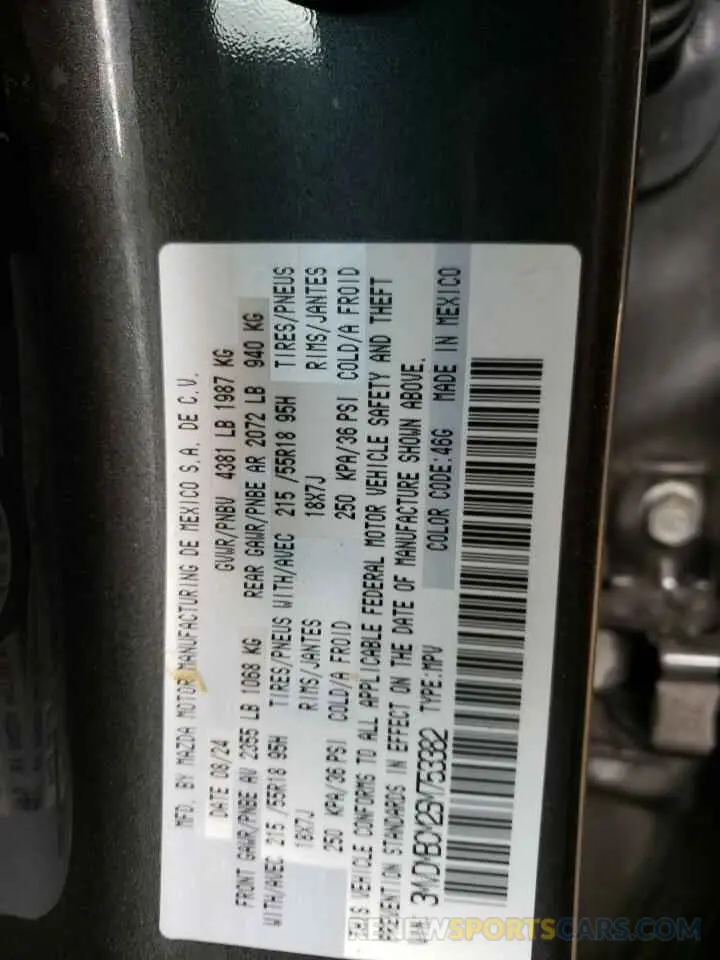 MFD. BY MAZDA MOTOR MANUFACTURING DE MEXICO S.A. DE C.V.
DATE 08/24 GVWR/PNBV 4381 LB 1987 KG
FRONT GAWR/PNBE AV 2355 LB 1068 KG REAR GAWR/PNBE AR 2072 LB 940 KG
WITH/AVEC 215 /55R18 95H TIRES/PNEUS WITH/AVEC 215 /55R18 95H TIRES/PNEUS
18X7J RIMS/JANTES 18X7J RIMS/JANTES
250 KPA/36 PSI COLD/A FROID 250 KPA/36 PSI COLD/A FROID
THIS VEHICLE CONFORMS TO ALL APPLICABLE FEDERAL MOTOR VEHICLE SAFETY AND THEFT
PREVENTION STANDARDS IN EFFECT ON THE DATE OF MANUFACTURE SHOWN ABOVE.
VIN: 3MVDMBCY2SM753382 TYPE:MPV COLOR CODE:46G MADE IN MEXICO
RENEWSPORTSCARS.COM